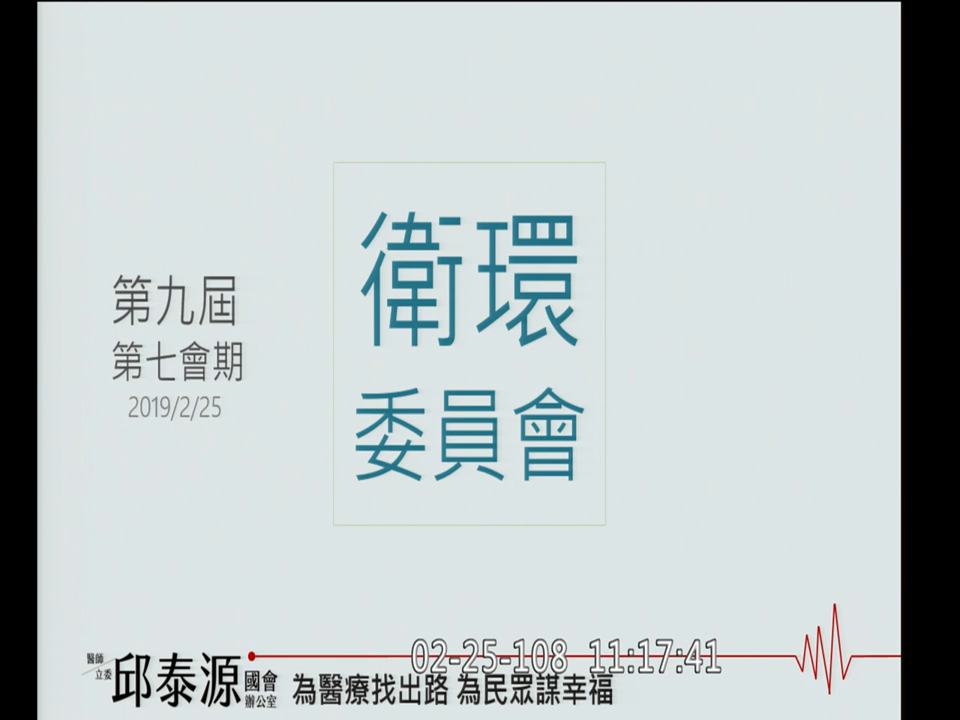 第九屆
第七會期
2019/2/25
衛環
委員會
醫師
立委
邱泰源
國會
辦公室
02-25-108 11:17:41
為醫療找出路 為民眾謀幸福